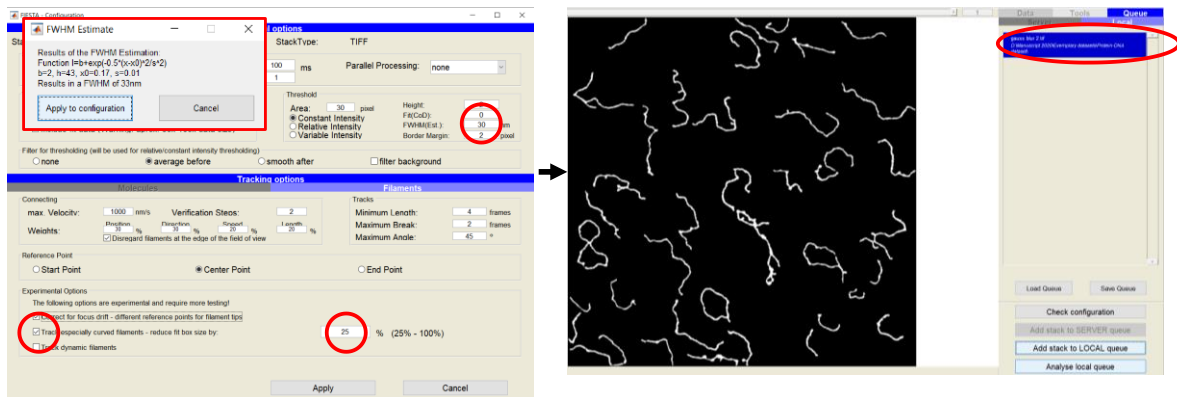 FIESTA - Configuration
l options
FWHM Estimate
Results of the FWHM Estimation:
Function I=b+exp(-0.5*(x-x0)^2/s^2)
b=2, h=43, x0=0.17, s=0.01
Results in a FWHM of 33nm
Apply to configuration
Cancel
StackType: TIFF
100 ms Parallel Processing: none
1
Threshold
Area: 30 pixel Height:
Constant Intensity Fit(CoD): 0
Relative Intensity FWHM(Est.): 30 nm
Variable Intensity Border Margin: 2 pixel
Filter for thresholding (will be used for relative/constant intensity thresholding)
none average before smooth after filter background
Tracking options
Molecules Filaments
Connecting Tracks
max. Velocity: 1000 nm/s Verification Steps: 2 Minimum Length: 4 frames
Position Direction Speed Length Maximum Break: 2 frames
Weights: 30 % 30 % 20 % 20 % Maximum Angle: 45 °
Disregard filaments at the edge of the field of view
Reference Point
Start Point Center Point End Point
Experimental Options
The following options are experimental and require more testing!
Correct for focus drift - different reference points for filament tips
Track especially curved filaments - reduce fit box size by: 25 % (25% - 100%)
Track dynamic filaments
Apply Cancel
Data Tools Queue
Server Local
gauss blur 2.tif
Load Queue Save Queue
Check configuration
Add stack to SERVER queue
Add stack to LOCAL queue
Analyse local queue